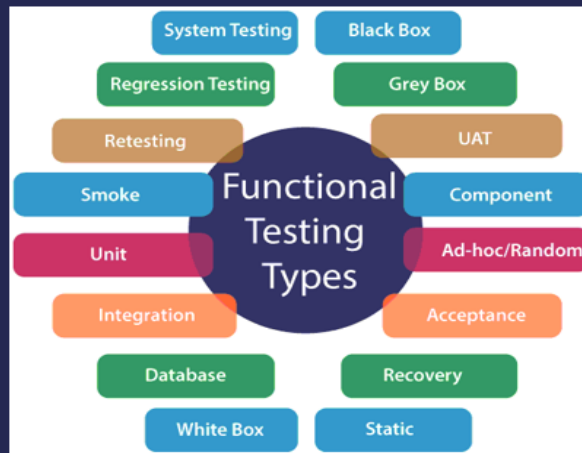 System Testing
Black Box
Regression Testing
Grey Box
Retesting
UAT
Smoke
Functional
Testing
Types
Component
Unit
Ad-hoc/Random
Integration
Acceptance
Database
Recovery
White Box
Static